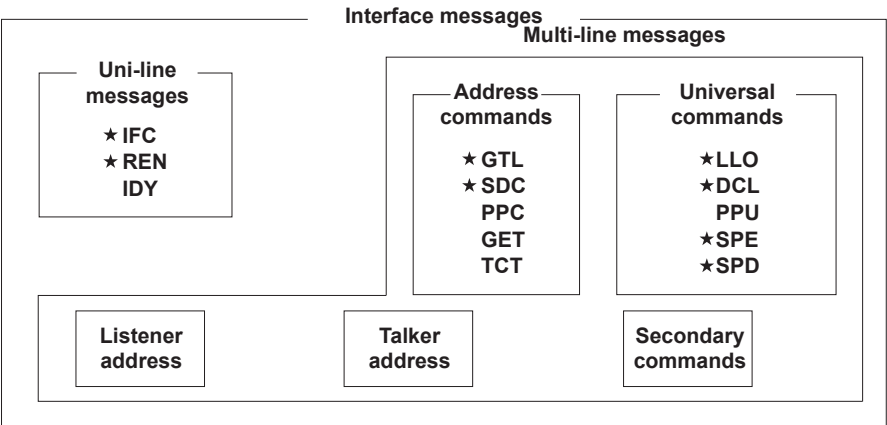 Interface messages
Multi-line messages
Uni-line
messages
★ IFC
★ REN
IDY
Address
commands
★ GTL
★ SDC
PPC
GET
TCT
Universal
commands
★LLO
★DCL
PPU
★SPE
★SPD
Listener
address
Talker
address
Secondary
commands